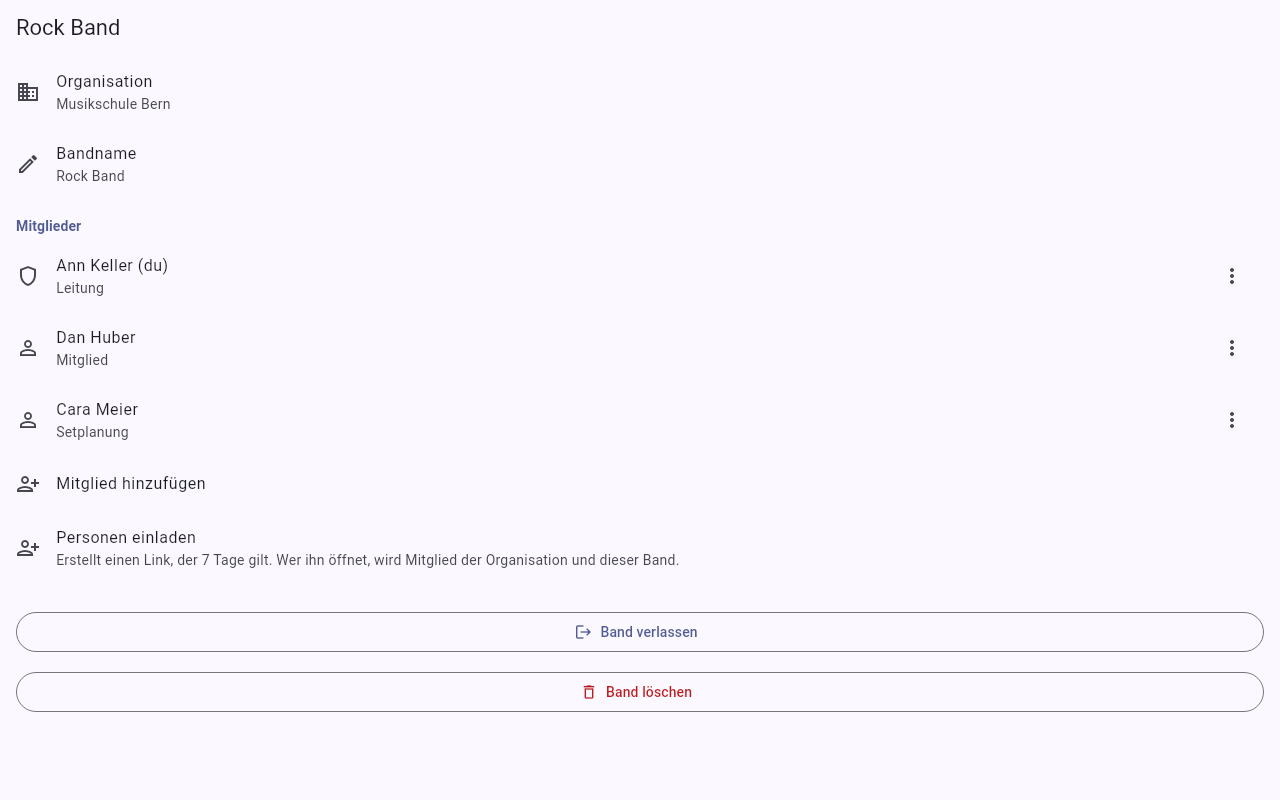 Rock Band
Organisation
Musikschule Bern
Bandname
Rock Band
Mitglieder
Ann Keller (du)
Leitung
Dan Huber
Mitglied
Cara Meier
Setplanung
Mitglied hinzufügen
Personen einladen
Erstellt einen Link, der 7 Tage gilt. Wer ihn öffnet, wird Mitglied der Organisation und dieser Band.
Band verlassen
Band löschen